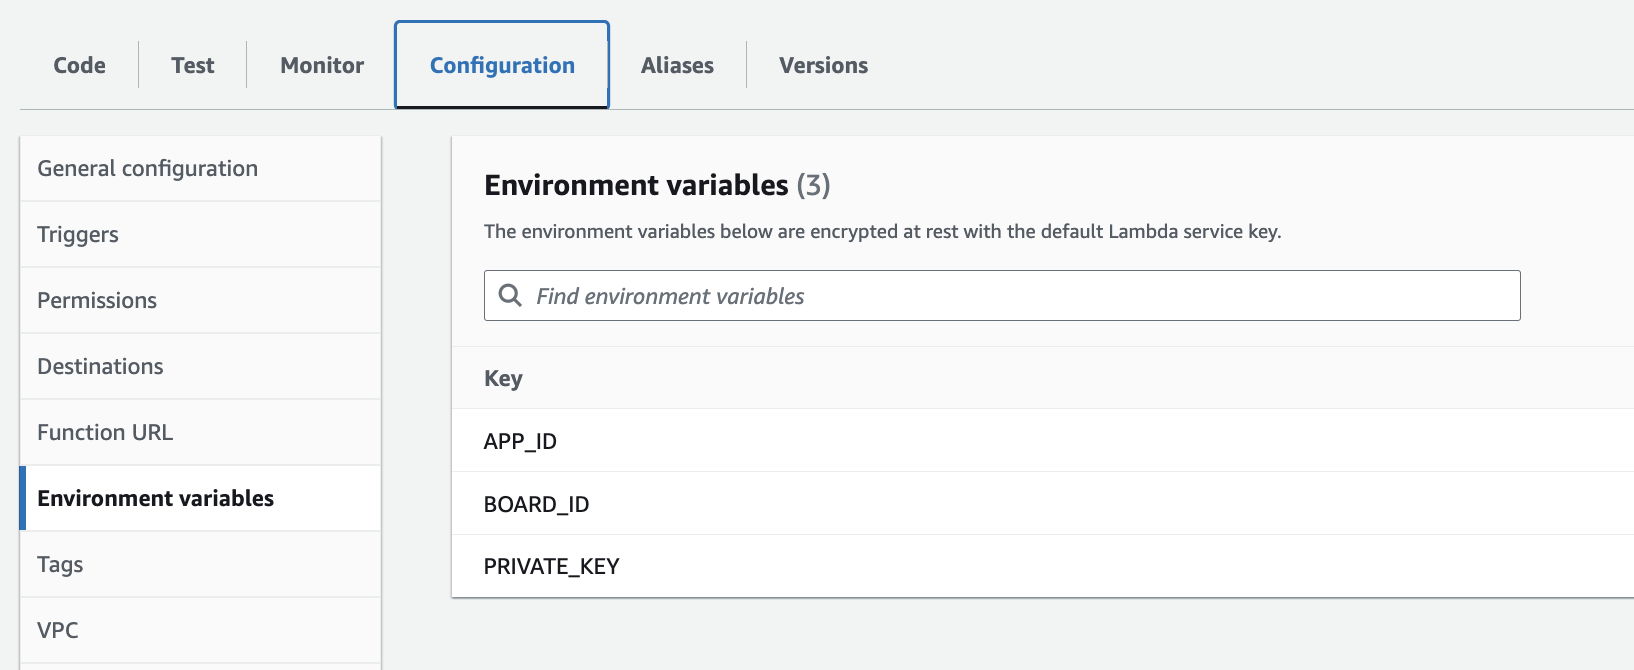 Code
Test
Monitor
Configuration
Aliases
Versions
General configuration
Triggers
Permissions
Destinations
Function URL
Environment variables
Tags
VPC
Environment variables (3)
The environment variables below are encrypted at rest with the default Lambda service key.
Find environment variables
Key
APP_ID
BOARD_ID
PRIVATE_KEY